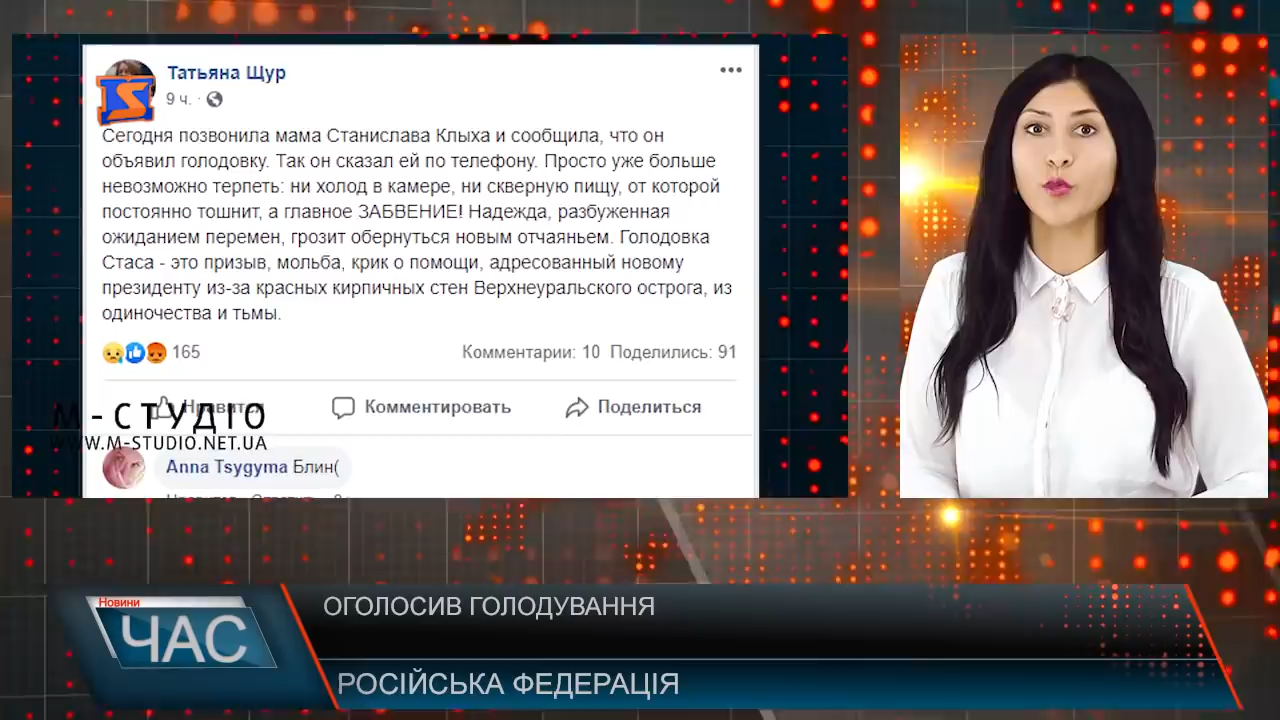 Татьяна Щур
9 ч.
Сегодня позвонила мама Станислава Клыха и сообщила, что он
объявил голодовку. Так он сказал ей по телефону. Просто уже больше
невозможно терпеть: ни холод в камере, ни скверную пищу, от которой
постоянно тошнит, а главное ЗАБВЕНИЕ! Надежда, разбуженная
ожиданием перемен, грозит обернуться новым отчаяньем. Голодовка
Стаса - это призыв, мольба, крик о помощи, адресованный новому
президенту из-за красных кирпичных стен Верхнеуральского острога, из
одиночества и тьмы.
165 Комментарии: 10 Поделились: 91
Нравится Комментировать Поделиться
М-СТУДІО
WWW.M-STUDIO.NET.UA
Anna Tsygyma Блин(
Новини
ЧАС
ОГОЛОСИВ ГОЛОДУВАННЯ
РОСІЙСЬКА ФЕДЕРАЦІЯ